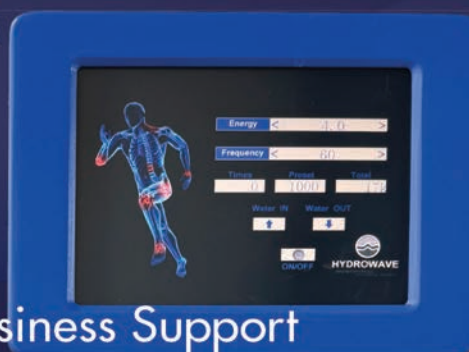 Energy < 4.0 >
Frequency < 60 >
Times Preset Total
0 1000
Water IN Water OUT
ON/OFF
HYDROWAVE
siness Support